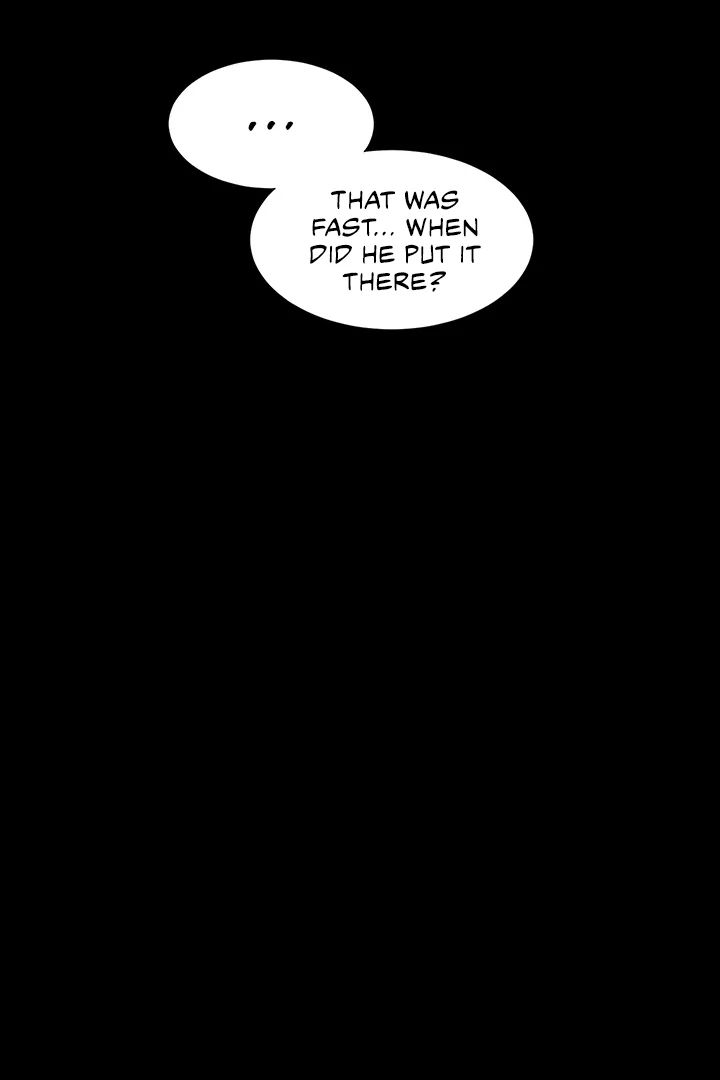 ...
THAT WAS
FAST... WHEN
DID HE PUT IT
THERE?